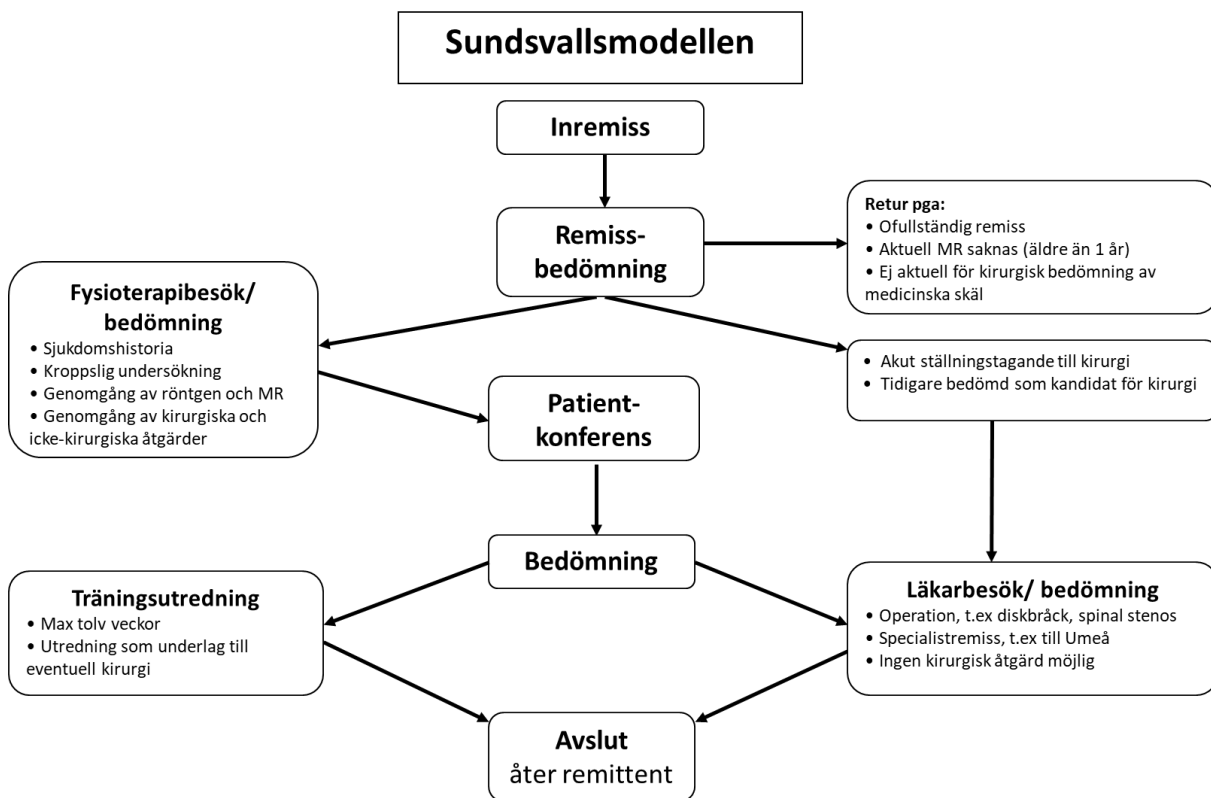 Sundsvallsmodellen
Inremiss
Remiss-
bedömning
Retur pga:
• Ofullständig remiss
• Aktuell MR saknas (äldre än 1 år)
• Ej aktuell för kirurgisk bedömning av
medicinska skäl
Fysioterapibesök/
bedömning
• Sjukdomshistoria
• Kroppslig undersökning
• Genomgång av röntgen och MR
• Genomgång av kirurgiska och
icke-kirurgiska åtgärder
• Akut ställningstagande till kirurgi
• Tidigare bedömd som kandidat för kirurgi
Patient-
konferens
Bedömning
Träningsutredning
• Max tolv veckor
• Utredning som underlag till
eventuell kirurgi
Läkarbesök/ bedömning
• Operation, t.ex diskbråck, spinal stenos
• Specialistremiss, t.ex till Umeå
• Ingen kirurgisk åtgärd möjlig
Avslut
åter remittent